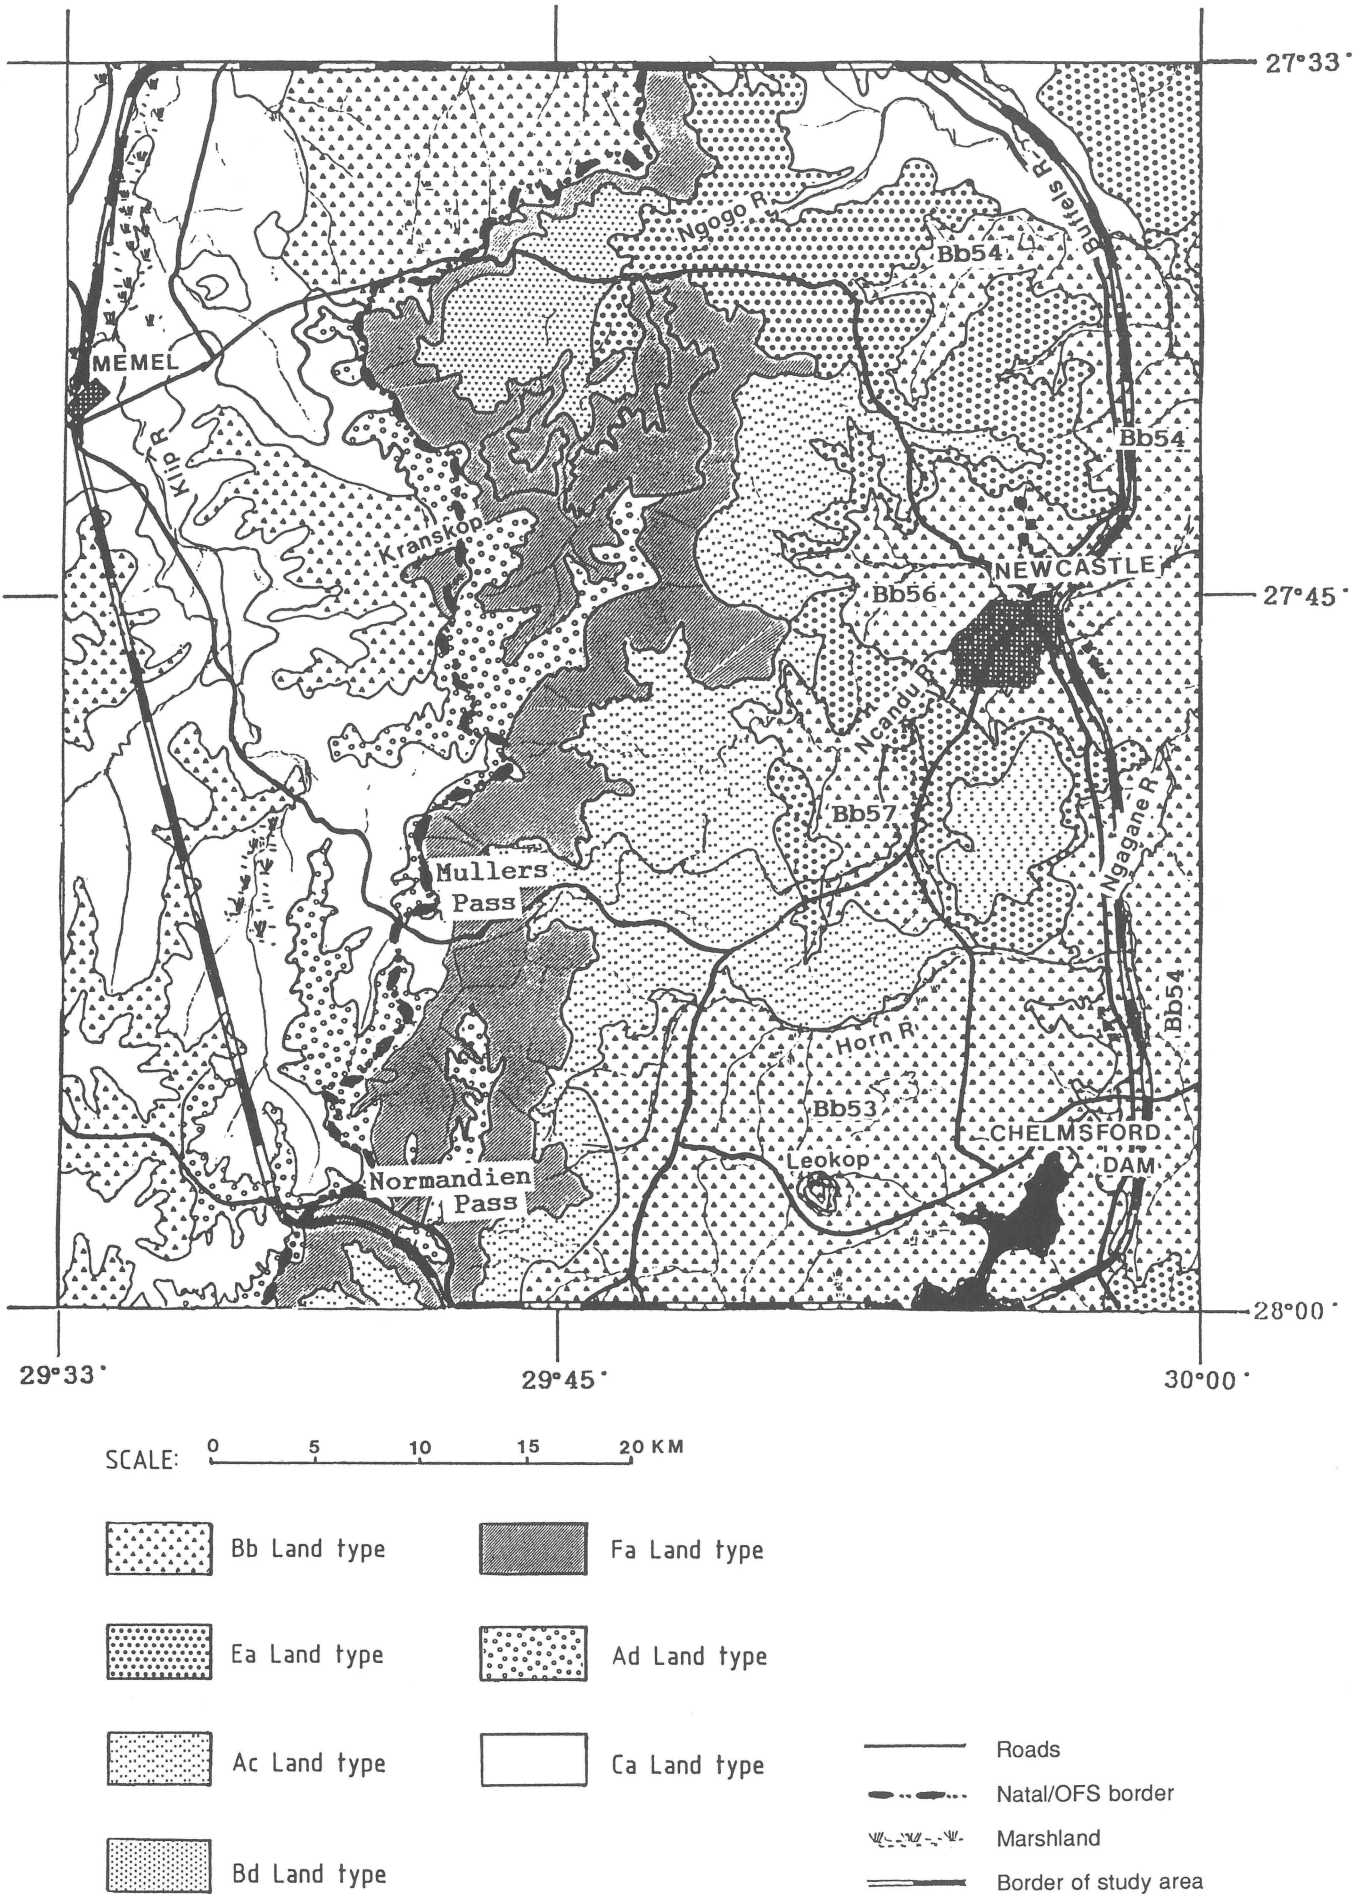 27°33'
Ngogo R.
Buffels R.
Bb54
MEMEL
Klip R.
Bb54
Kranskop
NEWCASTLE
Bb56
27°45'
Ncandu R.
Bb57
Ngagane R.
Mullers
Pass
Bb54
Horn R.
Bb53
CHELMSFORD
DAM
Leokop
Normandien
Pass
28°00'
29°33'
29°45'
30°00'
SCALE:
0 5 10 15 20 KM
Bb Land type
Fa Land type
Ea Land type
Ad Land type
Ac Land type
Ca Land type
Bd Land type
Roads
Natal/OFS border
Marshland
Border of study area